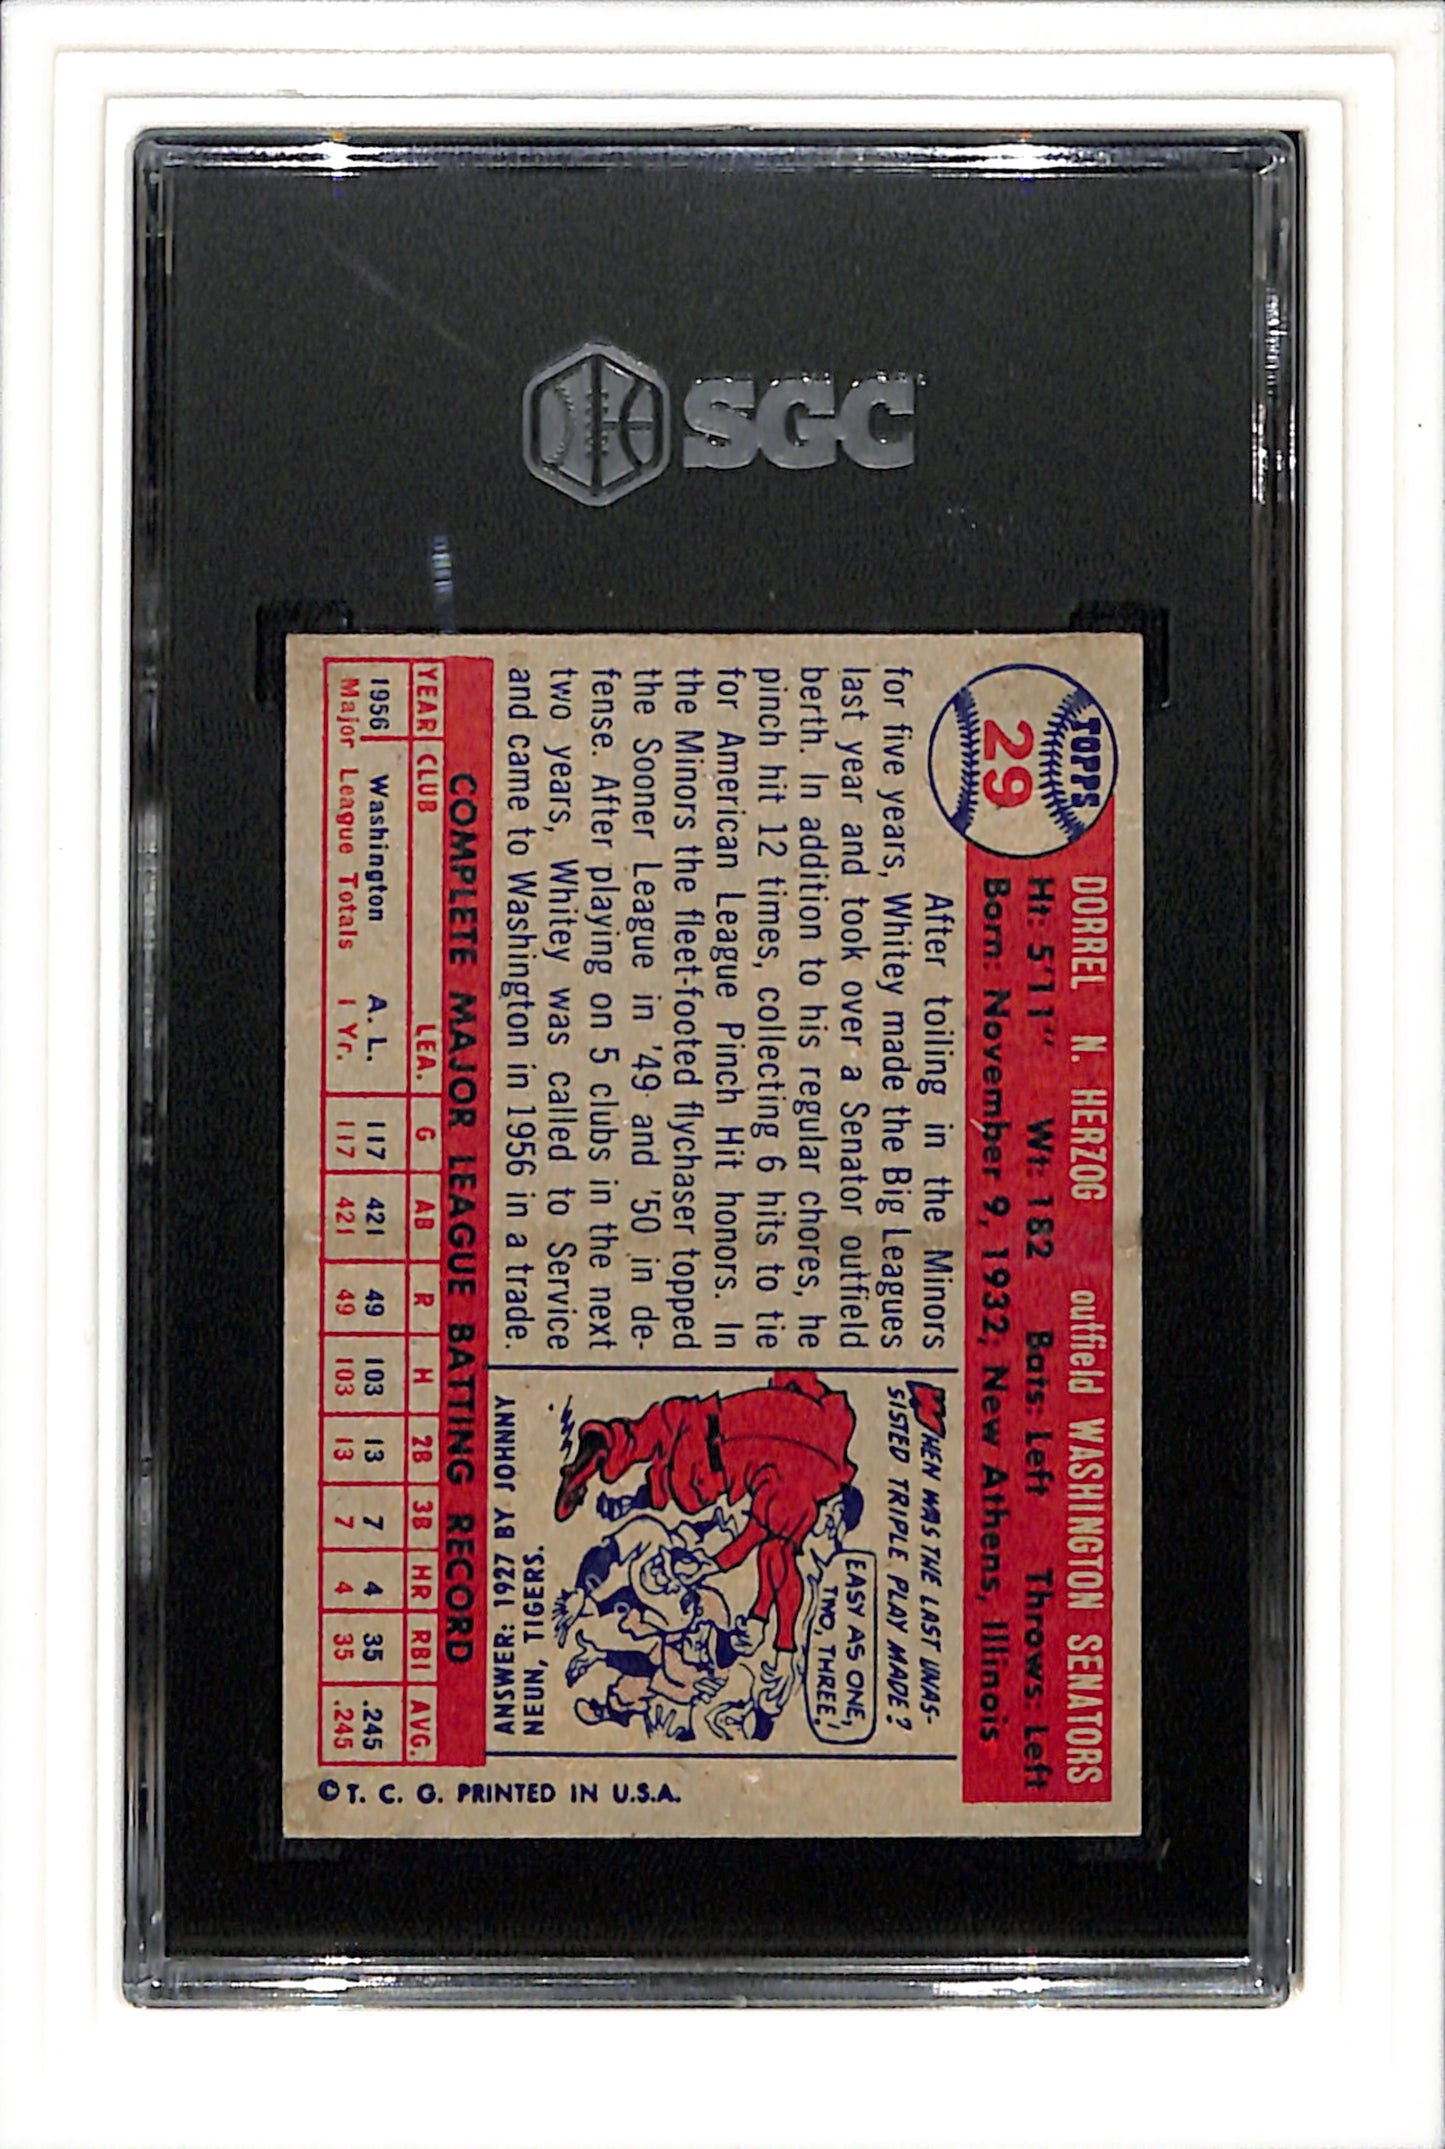 SGC
TOPPS
29
DORREL N. HERZOG outfield WASHINGTON SENATORS
Ht: 5'11" Wt: 182 Bats: Left Throws: Left
Born: November 9, 1932, New Athens, Illinois
After toiling in the Minors
for five years, Whitey made the Big Leagues
last year and took over a Senator outfield
berth. In addition to his regular chores, he
pinch hit 12 times, collecting 6 hits to tie
for American League Pinch Hit honors. In
the Minors the fleet-footed flychaser topped
the Sooner League in '49 and '50 in de-
fense. After playing on 5 clubs in the next
two years, Whitey was called to Service
and came to Washington in 1956 in a trade.
WHEN WAS THE LAST UNAS-
SISTED TRIPLE PLAY MADE?
EASY AS ONE,
TWO, THREE!
ANSWER: 1927 BY JOHNNY
NEUN, TIGERS.
COMPLETE MAJOR LEAGUE BATTING RECORD
YEAR CLUB LEA. G AB R H 2B 3B HR RBI AVG.
1956 Washington A. L. 117 421 49 103 13 7 4 35 .245
Major League Totals 1 Yr. 117 421 49 103 13 7 4 35 .245
© T. C. G. PRINTED IN U.S.A.